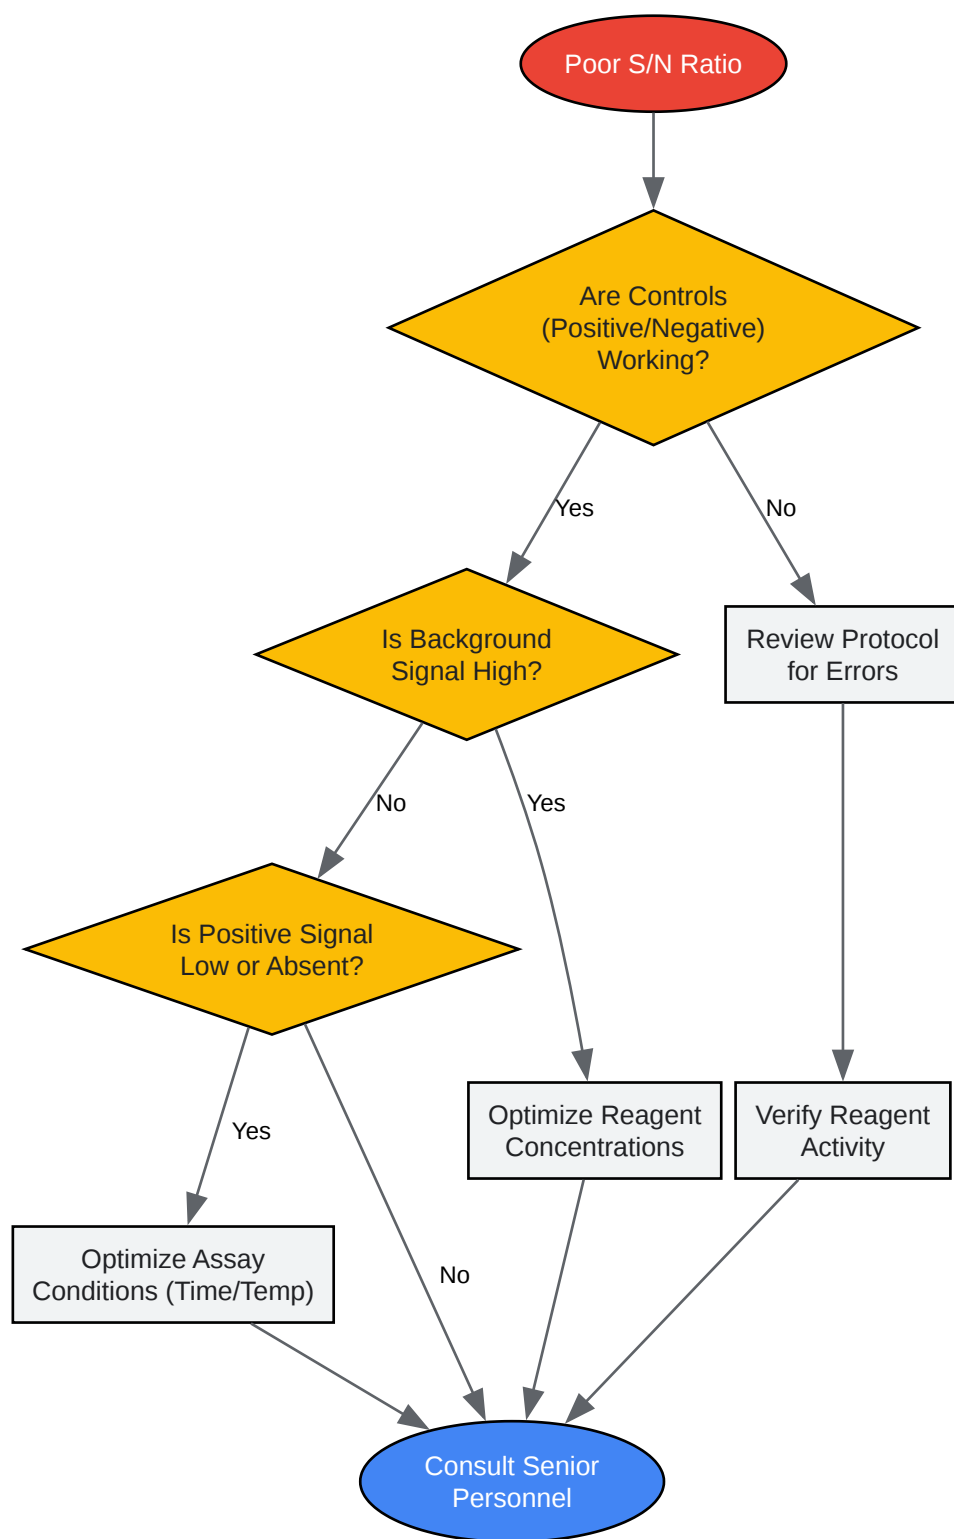 Poor S/N Ratio
Are Controls
(Positive/Negative)
Working?
Yes
No
Is Background
Signal High?
Review Protocol
for Errors
No
Yes
Is Positive Signal
Low or Absent?
Yes
Optimize Reagent
Concentrations
Verify Reagent
Activity
Optimize Assay
Conditions (Time/Temp)
No
Consult Senior
Personnel